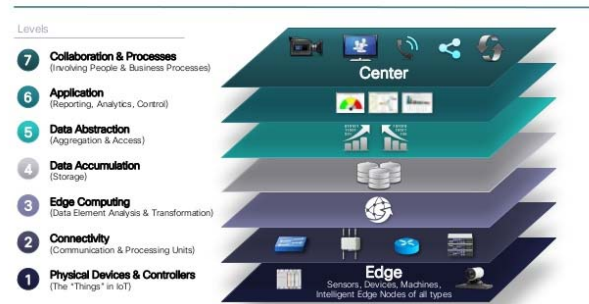 Levels
7
Collaboration & Processes
(Involving People & Business Processes)
6
Application
(Reporting, Analytics, Control)
5
Data Abstraction
(Aggregation & Access)
4
Data Accumulation
(Storage)
3
Edge Computing
(Data Element Analysis & Transformation)
2
Connectivity
(Communication & Processing Units)
1
Physical Devices & Controllers
(The "Things" in IoT)
Center
Edge
Sensors, Devices, Machines,
Intelligent Edge Nodes of all types